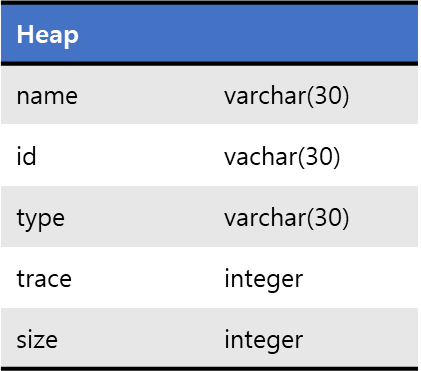 Heap
name varchar(30)
id vachar(30)
type varchar(30)
trace integer
size integer